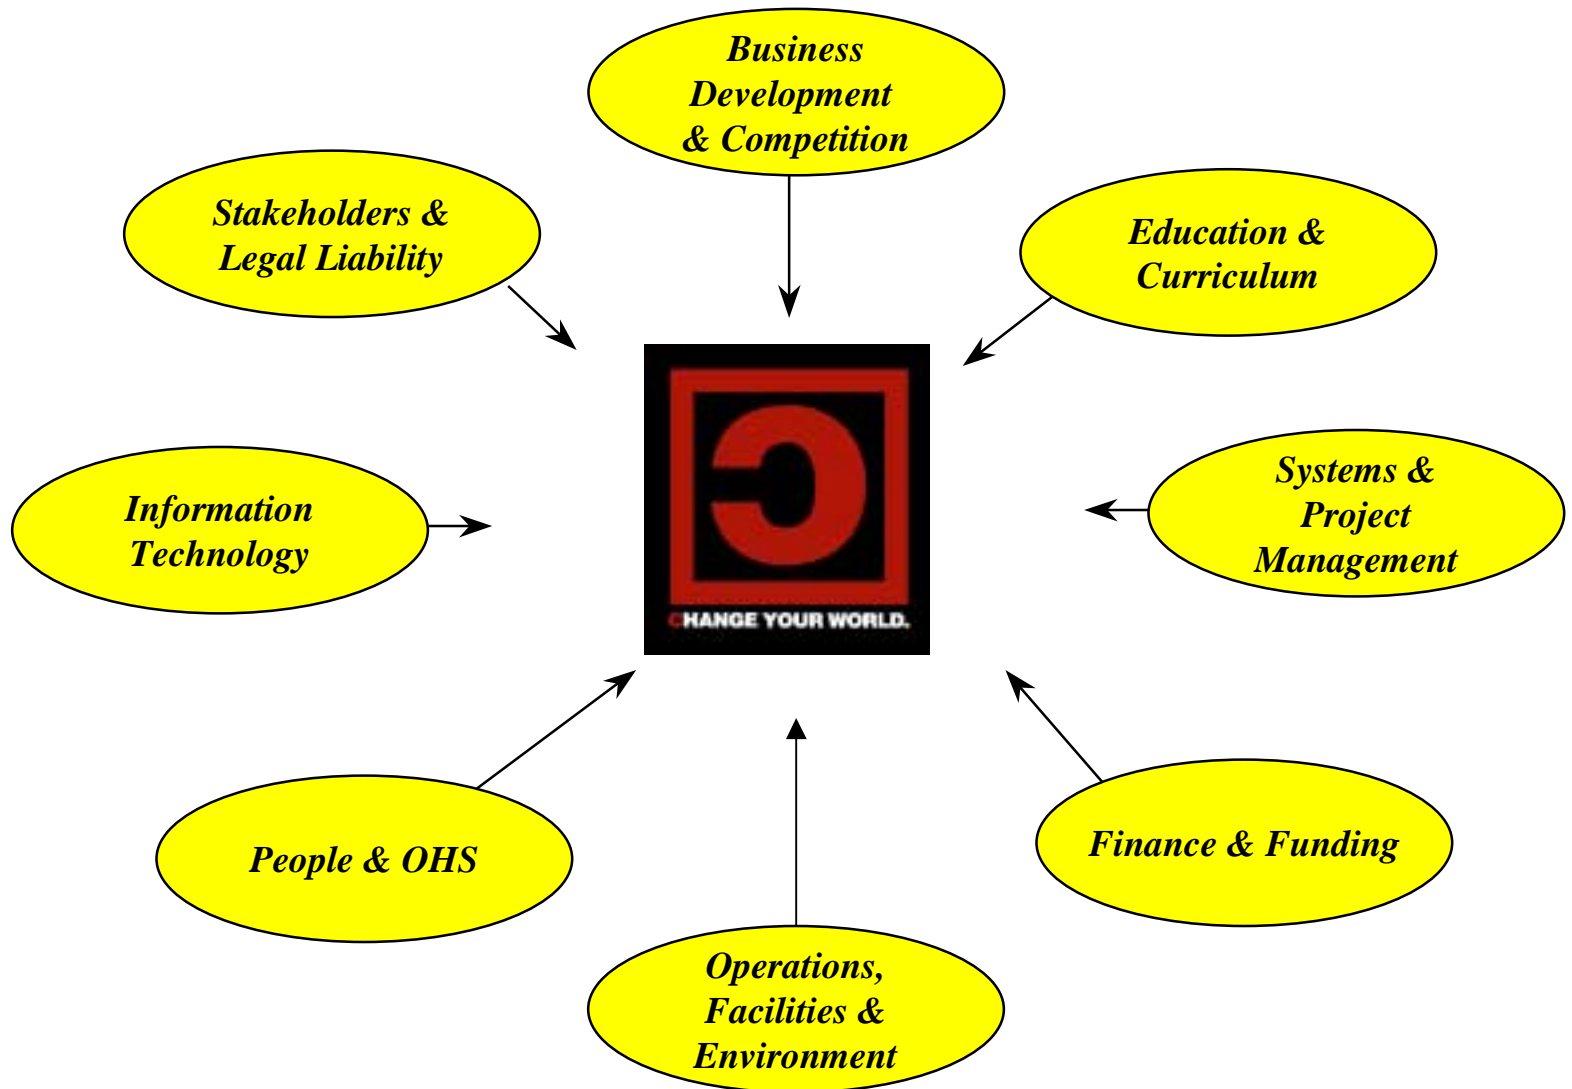 Business
Development
& Competition
Stakeholders &
Legal Liability
Education &
Curriculum
Systems &
Project
Management
Information
Technology
CHANGE YOUR WORLD.
People & OHS
Finance & Funding
Operations,
Facilities &
Environment